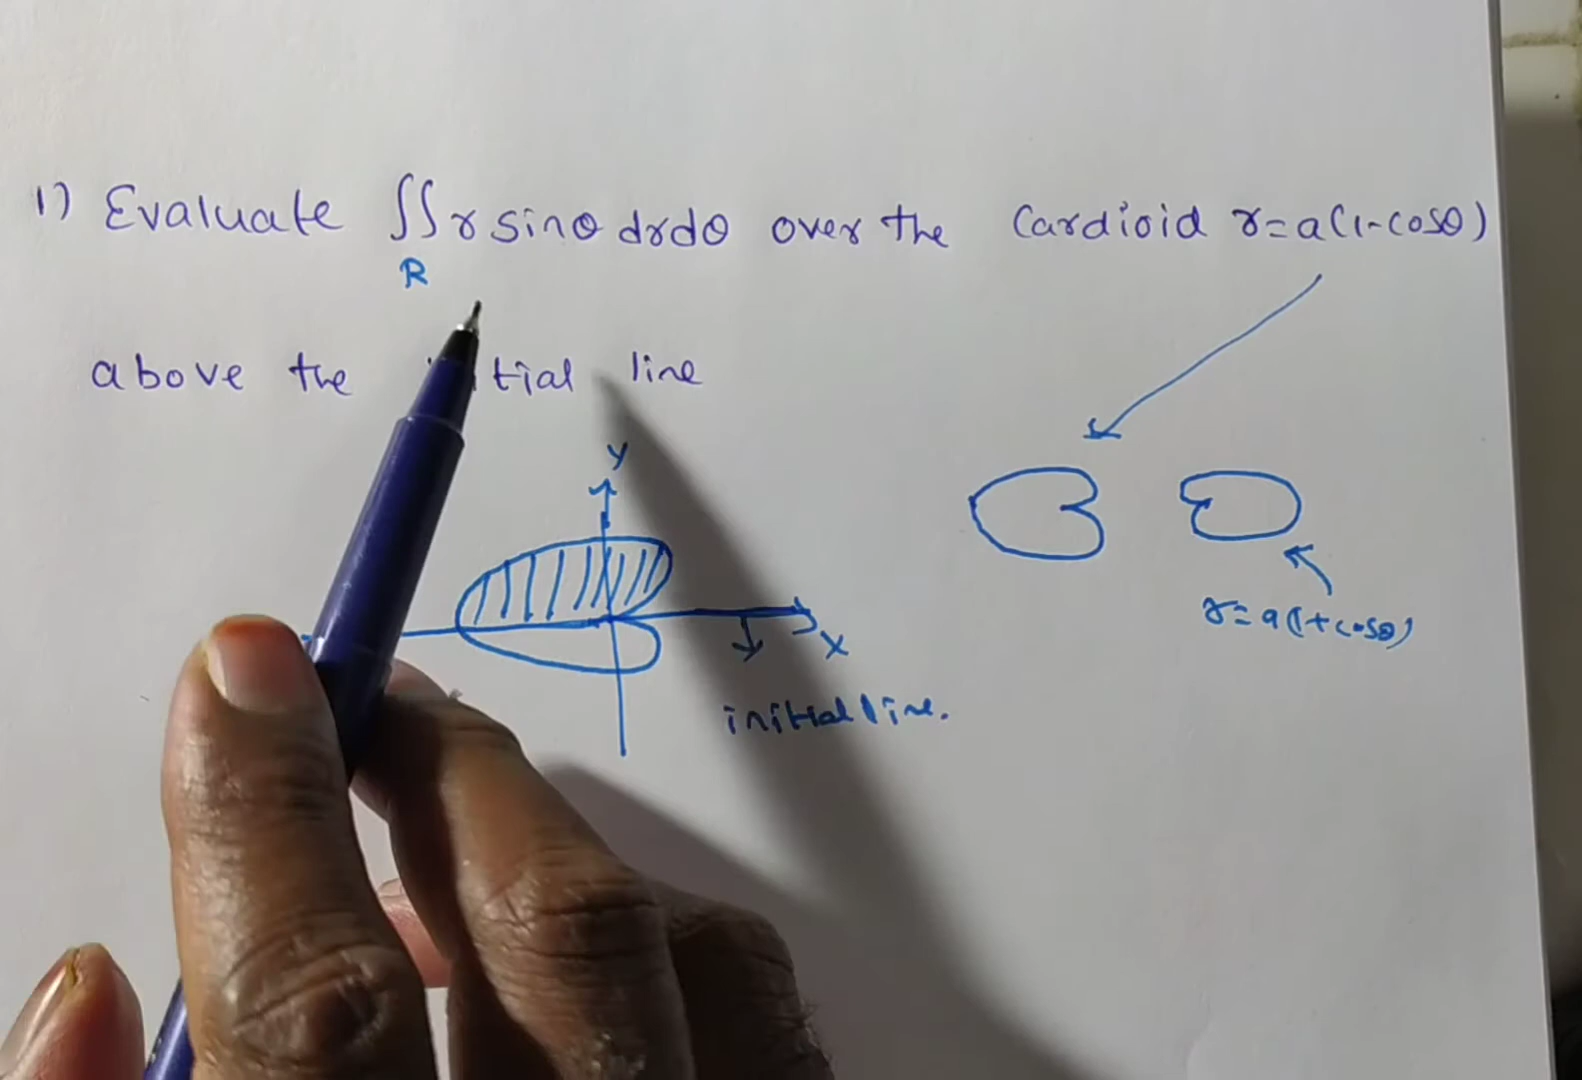 1) Evaluate ∬ r sinθ drdθ over the Cardioid r=a(1-cosθ)
R
above the tial line
y
x
r=a(1+cosθ)
initial line.